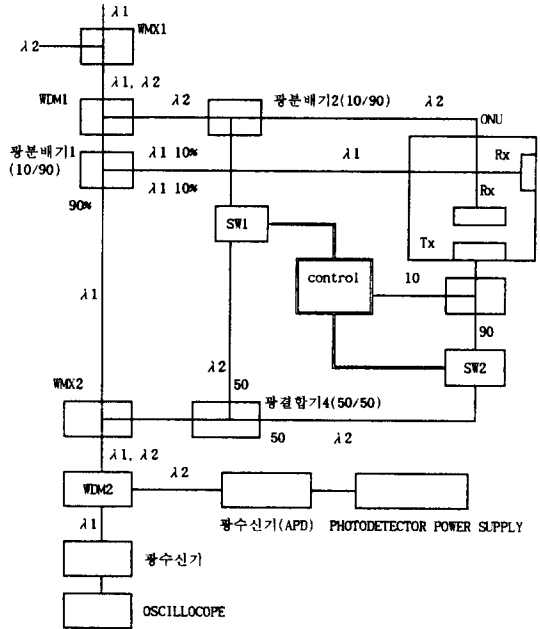 λ1
WMX1
λ2
λ1, λ2
WDM1
λ2
광분배기2(10/90)
λ2
ONU
광분배기1
(10/90)
λ1 10%
λ1
Rx
λ1 10%
Rx
90%
SW1
Tx
control
10
λ1
90
λ2
SW2
WMX2
50
광결합기4(50/50)
50
λ2
λ1, λ2
WDM2
λ2
λ1
광수신기(APD)
PHOTODETECTOR POWER SUPPLY
광수신기
OSCILLOCOPE